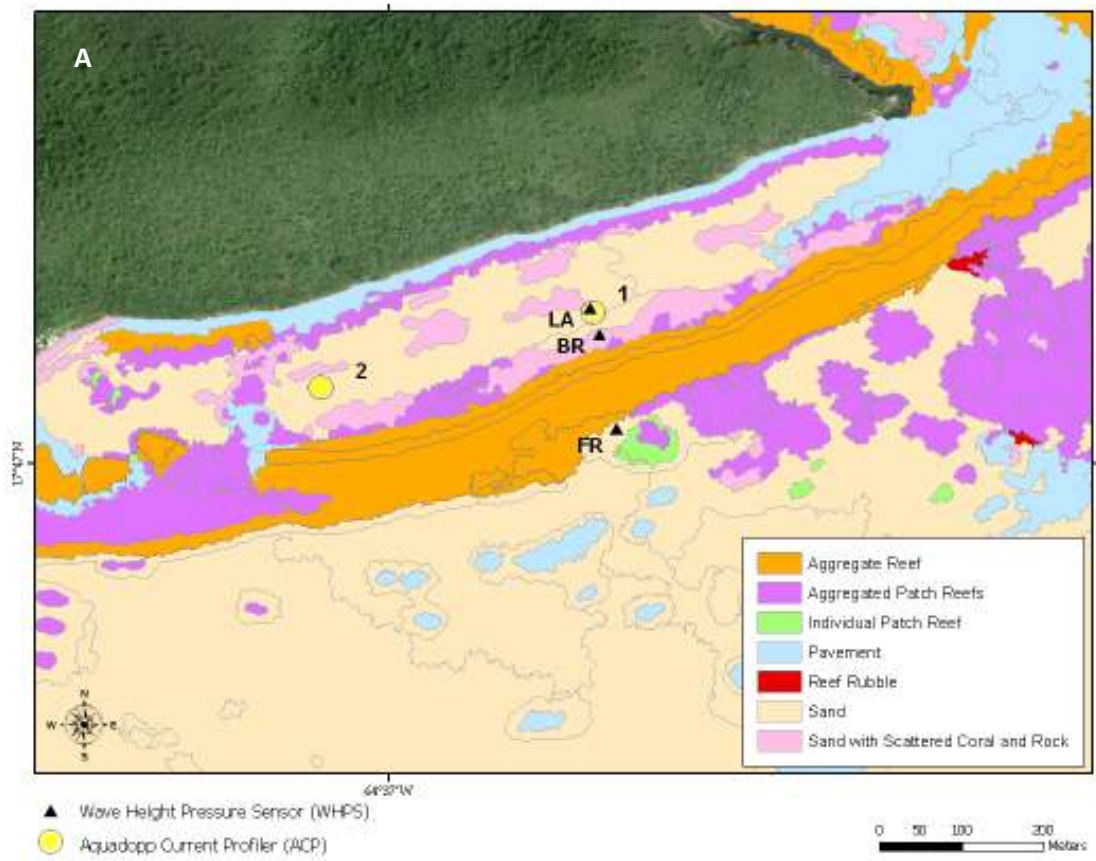 A
1
LA
BR
2
FR
17°47'N
Aggregate Reef
Aggregated Patch Reefs
Individual Patch Reef
Pavement
Reef Rubble
Sand
Sand with Scattered Coral and Rock
N
W E
S
64°37'W
Wave Height Pressure Sensor (WHPS)
Aquadopp Current Profiler (ACP)
0 50 100 200
Meters